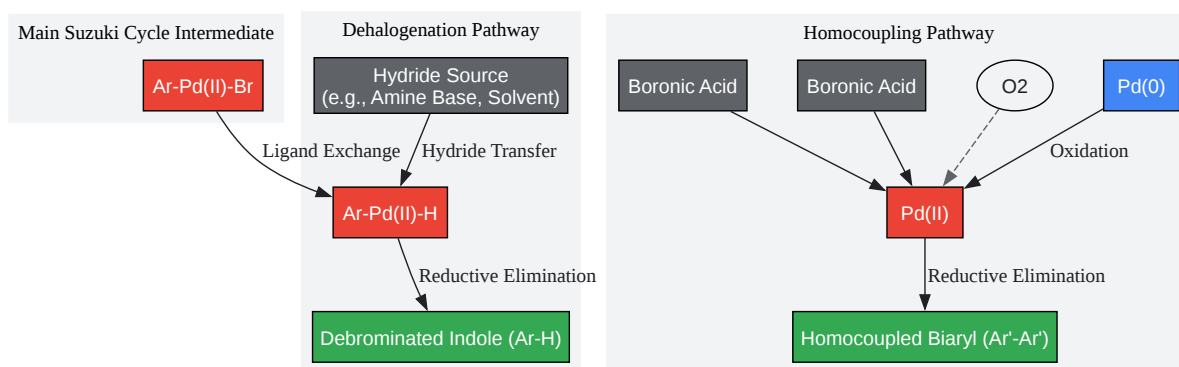 Main Suzuki Cycle Intermediate
Ar-Pd(II)-Br
Dehalogenation Pathway
Hydride Source
(e.g., Amine Base, Solvent)
Ligand Exchange
Hydride Transfer
Ar-Pd(II)-H
Reductive Elimination
Debrominated Indole (Ar-H)
Homocoupling Pathway
Boronic Acid
Boronic Acid
O2
Pd(0)
Oxidation
Pd(II)
Reductive Elimination
Homocoupled Biaryl (Ar'-Ar')